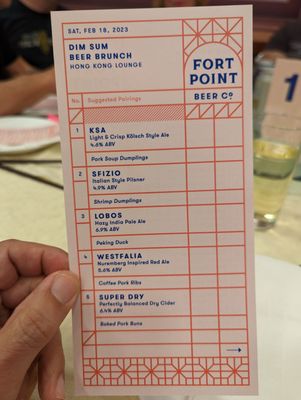 SAT, FEB 18, 2023
DIM SUM
BEER BRUNCH
HONG KONG LOUNGE
FORT
POINT
BEER CO
No. Suggested Pairings
1 KSA
Light & Crisp Kölsch Style Ale
4.6% ABV
Pork Soup Dumplings
2 SFIZIO
Italian Style Pilsner
4.9% ABV
Shrimp Dumplings
3 LOBOS
Hazy India Pale Ale
6.9% ABV
Peking Duck
4 WESTFALIA
Nuremberg Inspired Red Ale
5.6% ABV
Coffee Pork Ribs
5 SUPER DRY
Perfectly Balanced Dry Cider
6.4% ABV
Baked Pork Buns
→
1